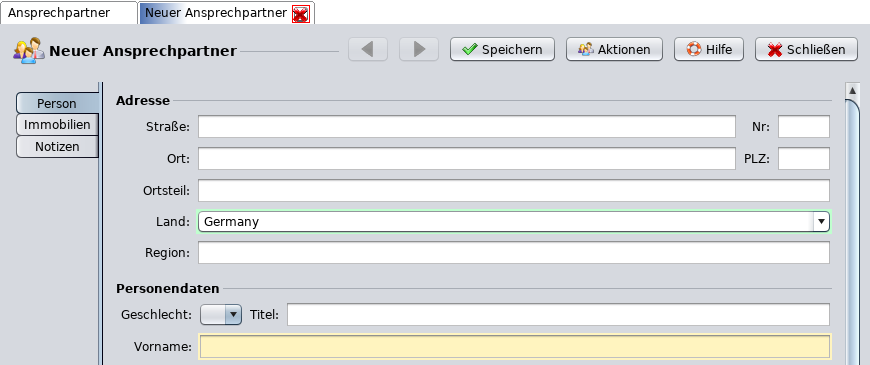 Ansprechpartner Neuer Ansprechpartner
Neuer Ansprechpartner Speichern Aktionen Hilfe Schließen
Person
Immobilien
Notizen
Adresse
Straße: Nr:
Ort: PLZ:
Ortsteil:
Land: Germany
Region:
Personendaten
Geschlecht: Titel:
Vorname: